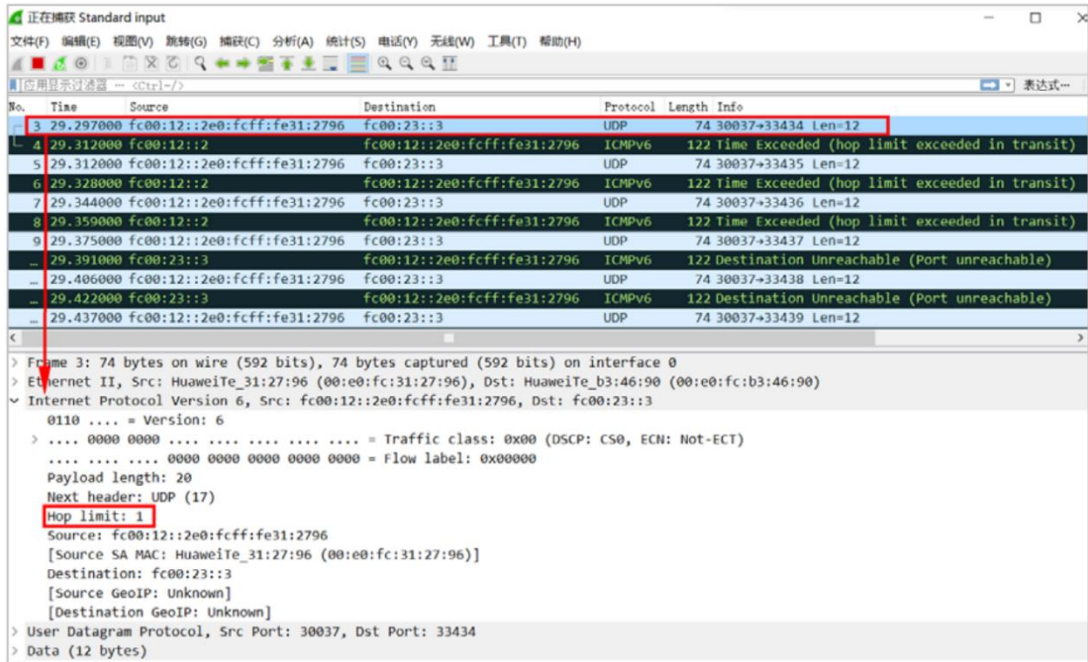 正在捕获 Standard input
文件(F) 编辑(E) 视图(V) 跳转(G) 捕获(C) 分析(A) 统计(S) 电话(Y) 无线(W) 工具(T) 帮助(H)
应用显示过滤器 … <Ctrl-/> 表达式…
No. Time Source Destination Protocol Length Info
3 29.297000 fc00:12::2e0:fcff:fe31:2796 fc00:23::3 UDP 74 30037→33434 Len=12
4 29.312000 fc00:12::2 fc00:12::2e0:fcff:fe31:2796 ICMPv6 122 Time Exceeded (hop limit exceeded in transit)
5 29.312000 fc00:12::2e0:fcff:fe31:2796 fc00:23::3 UDP 74 30037→33435 Len=12
6 29.328000 fc00:12::2 fc00:12::2e0:fcff:fe31:2796 ICMPv6 122 Time Exceeded (hop limit exceeded in transit)
7 29.344000 fc00:12::2e0:fcff:fe31:2796 fc00:23::3 UDP 74 30037→33436 Len=12
8 29.359000 fc00:12::2 fc00:12::2e0:fcff:fe31:2796 ICMPv6 122 Time Exceeded (hop limit exceeded in transit)
9 29.375000 fc00:12::2e0:fcff:fe31:2796 fc00:23::3 UDP 74 30037→33437 Len=12
… 29.391000 fc00:23::3 fc00:12::2e0:fcff:fe31:2796 ICMPv6 122 Destination Unreachable (Port unreachable)
… 29.406000 fc00:12::2e0:fcff:fe31:2796 fc00:23::3 UDP 74 30037→33438 Len=12
… 29.422000 fc00:23::3 fc00:12::2e0:fcff:fe31:2796 ICMPv6 122 Destination Unreachable (Port unreachable)
… 29.437000 fc00:12::2e0:fcff:fe31:2796 fc00:23::3 UDP 74 30037→33439 Len=12
Frame 3: 74 bytes on wire (592 bits), 74 bytes captured (592 bits) on interface 0
Ethernet II, Src: HuaweiTe_31:27:96 (00:e0:fc:31:27:96), Dst: HuaweiTe_b3:46:90 (00:e0:fc:b3:46:90)
Internet Protocol Version 6, Src: fc00:12::2e0:fcff:fe31:2796, Dst: fc00:23::3
0110 .... = Version: 6
.... 0000 0000 .... .... .... .... .... = Traffic class: 0x00 (DSCP: CS0, ECN: Not-ECT)
.... .... .... 0000 0000 0000 0000 0000 = Flow label: 0x00000
Payload length: 20
Next header: UDP (17)
Hop limit: 1
Source: fc00:12::2e0:fcff:fe31:2796
[Source SA MAC: HuaweiTe_31:27:96 (00:e0:fc:31:27:96)]
Destination: fc00:23::3
[Source GeoIP: Unknown]
[Destination GeoIP: Unknown]
User Datagram Protocol, Src Port: 30037, Dst Port: 33434
Data (12 bytes)